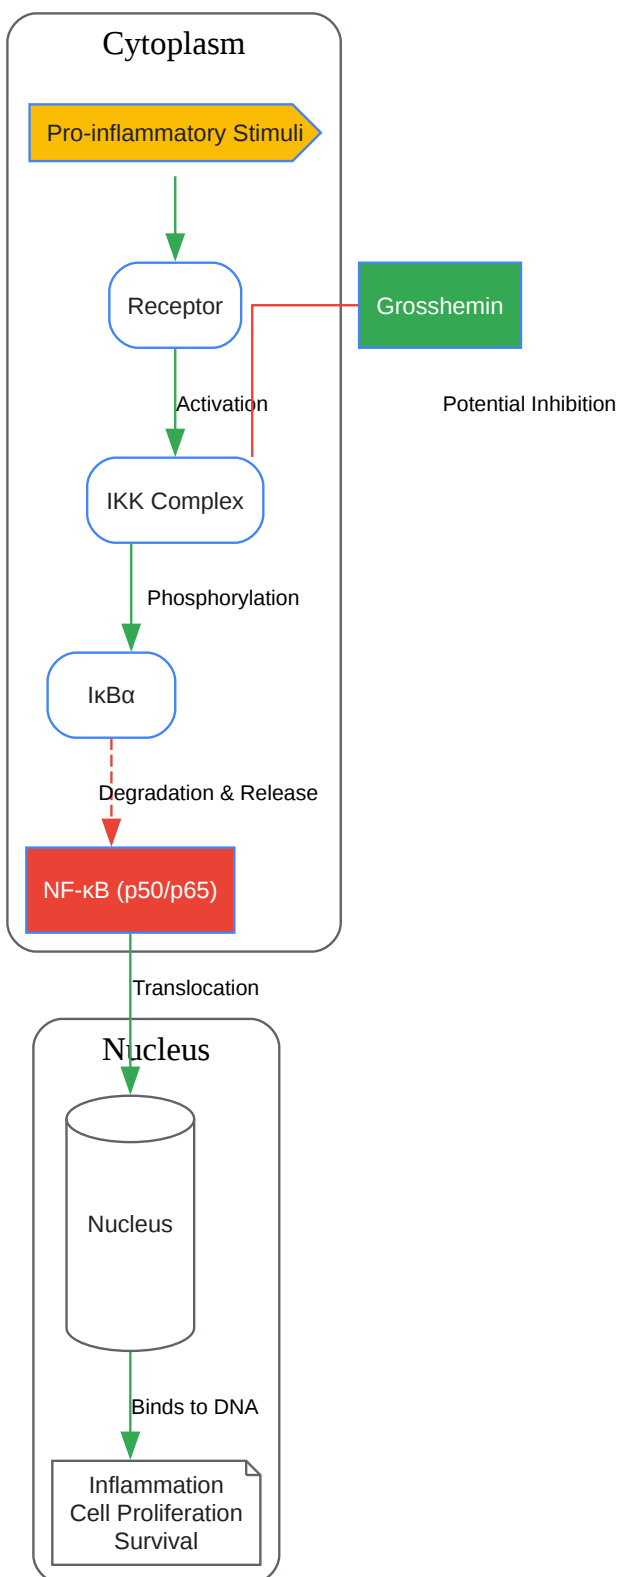 Cytoplasm
Pro-inflammatory Stimuli
Receptor
Grosshemin
Activation
Potential Inhibition
IKK Complex
Phosphorylation
IκBα
Degradation & Release
NF-κB (p50/p65)
Translocation
Nucleus
Nucleus
Binds to DNA
Inflammation
Cell Proliferation
Survival